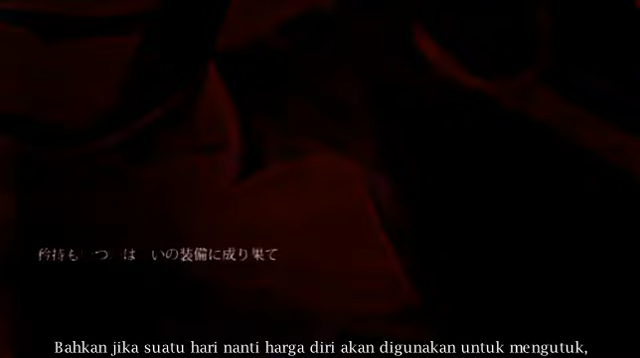 矜持も つ は いの装備に成り果て
Bahkan jika suatu hari nanti harga diri akan digunakan untuk mengutuk,